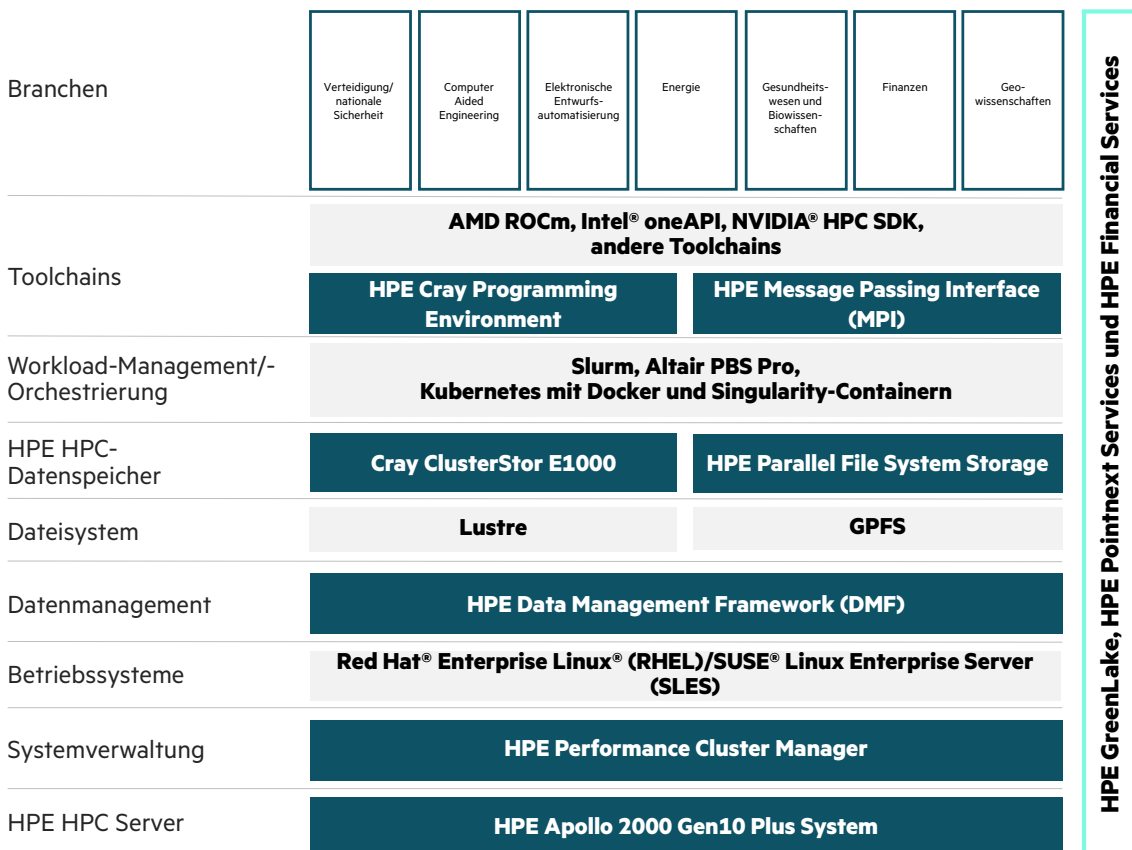 Branchen
Verteidigung/
nationale
Sicherheit
Computer
Aided
Engineering
Elektronische
Entwurfs-
automatisierung
Energie
Gesundheits-
wesen und
Biowissen-
schaften
Finanzen
Geo-
wissenschaften
Toolchains
AMD ROCm, Intel® oneAPI, NVIDIA® HPC SDK,
andere Toolchains
HPE Cray Programming
Environment
HPE Message Passing Interface
(MPI)
Workload-Management/-
Orchestrierung
Slurm, Altair PBS Pro,
Kubernetes mit Docker und Singularity-Containern
HPE HPC-
Datenspeicher
Cray ClusterStor E1000
HPE Parallel File System Storage
Dateisystem
Lustre
GPFS
Datenmanagement
HPE Data Management Framework (DMF)
Betriebssysteme
Red Hat® Enterprise Linux® (RHEL)/SUSE® Linux Enterprise Server
(SLES)
Systemverwaltung
HPE Performance Cluster Manager
HPE HPC Server
HPE Apollo 2000 Gen10 Plus System
HPE GreenLake, HPE Pointnext Services und HPE Financial Services